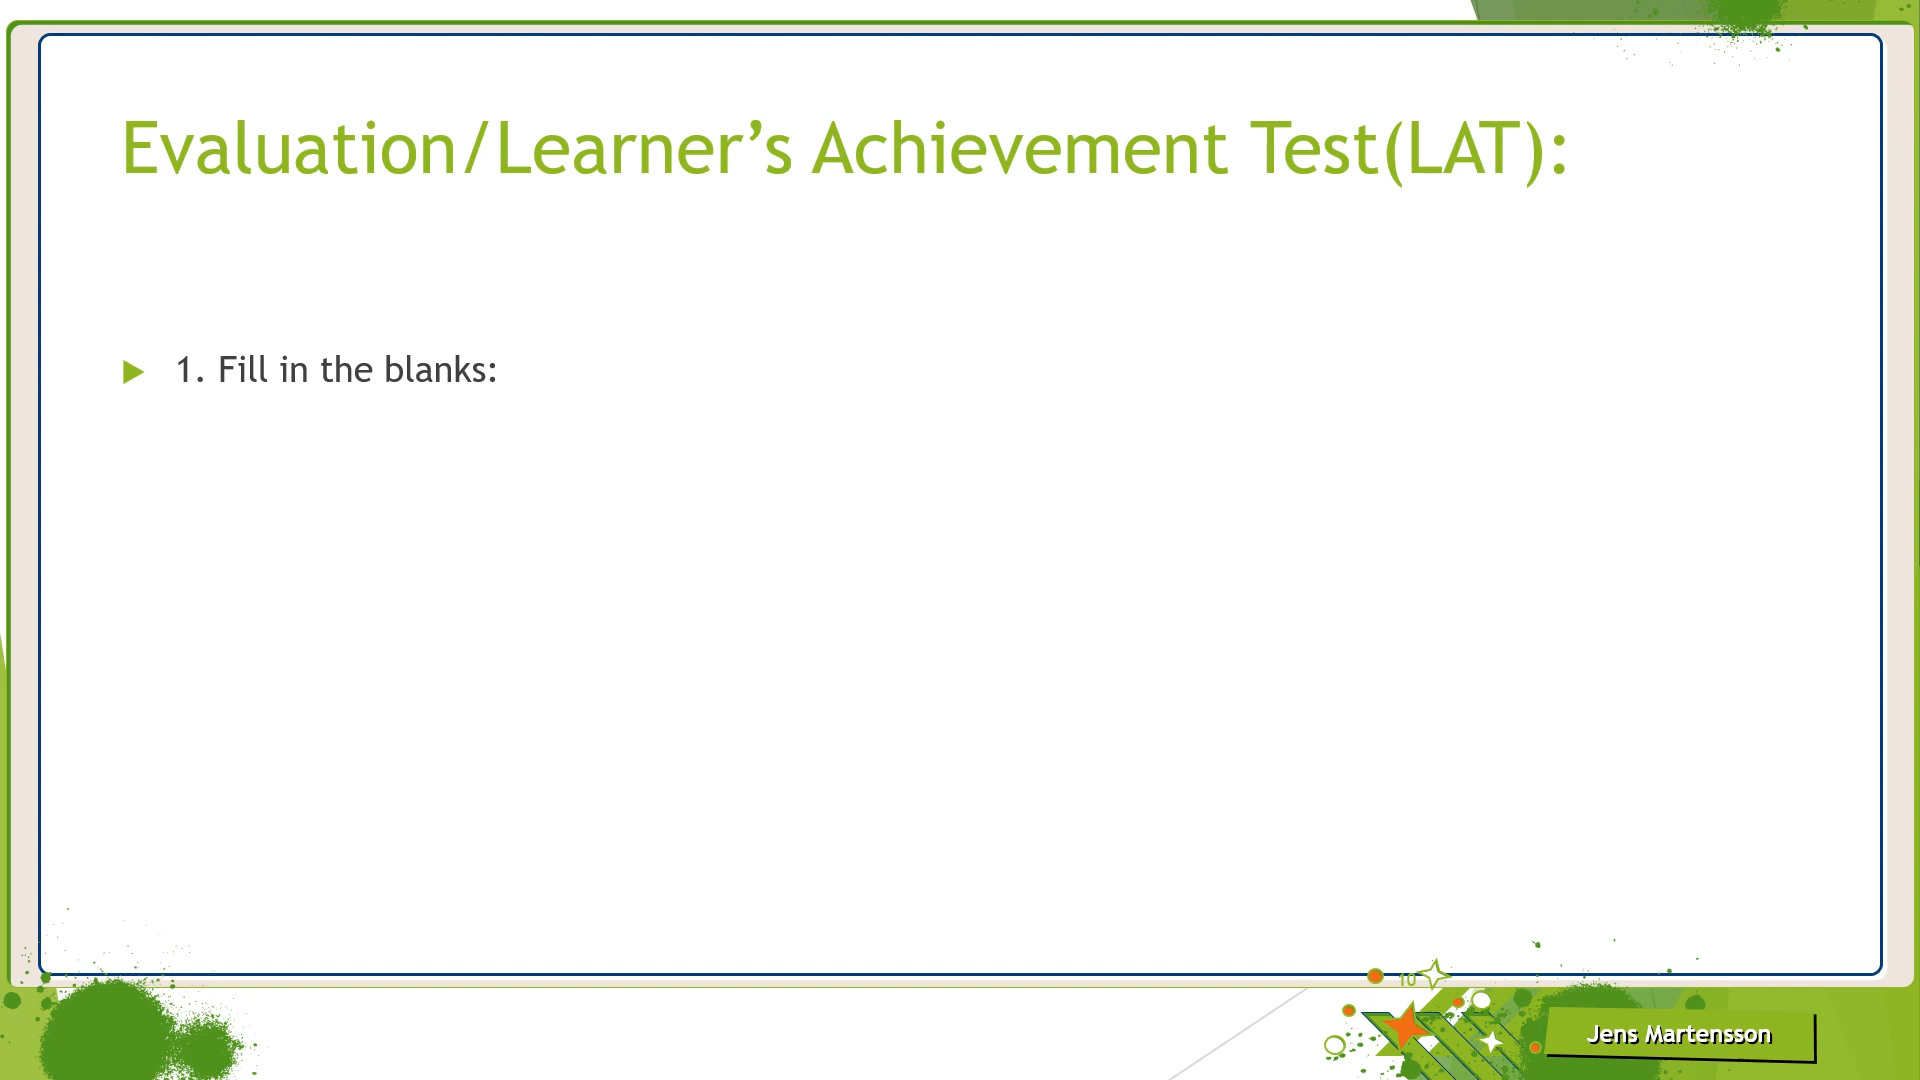 Evaluation/Learner’s Achievement Test(LAT):
1. Fill in the blanks:
10
Jens Martensson